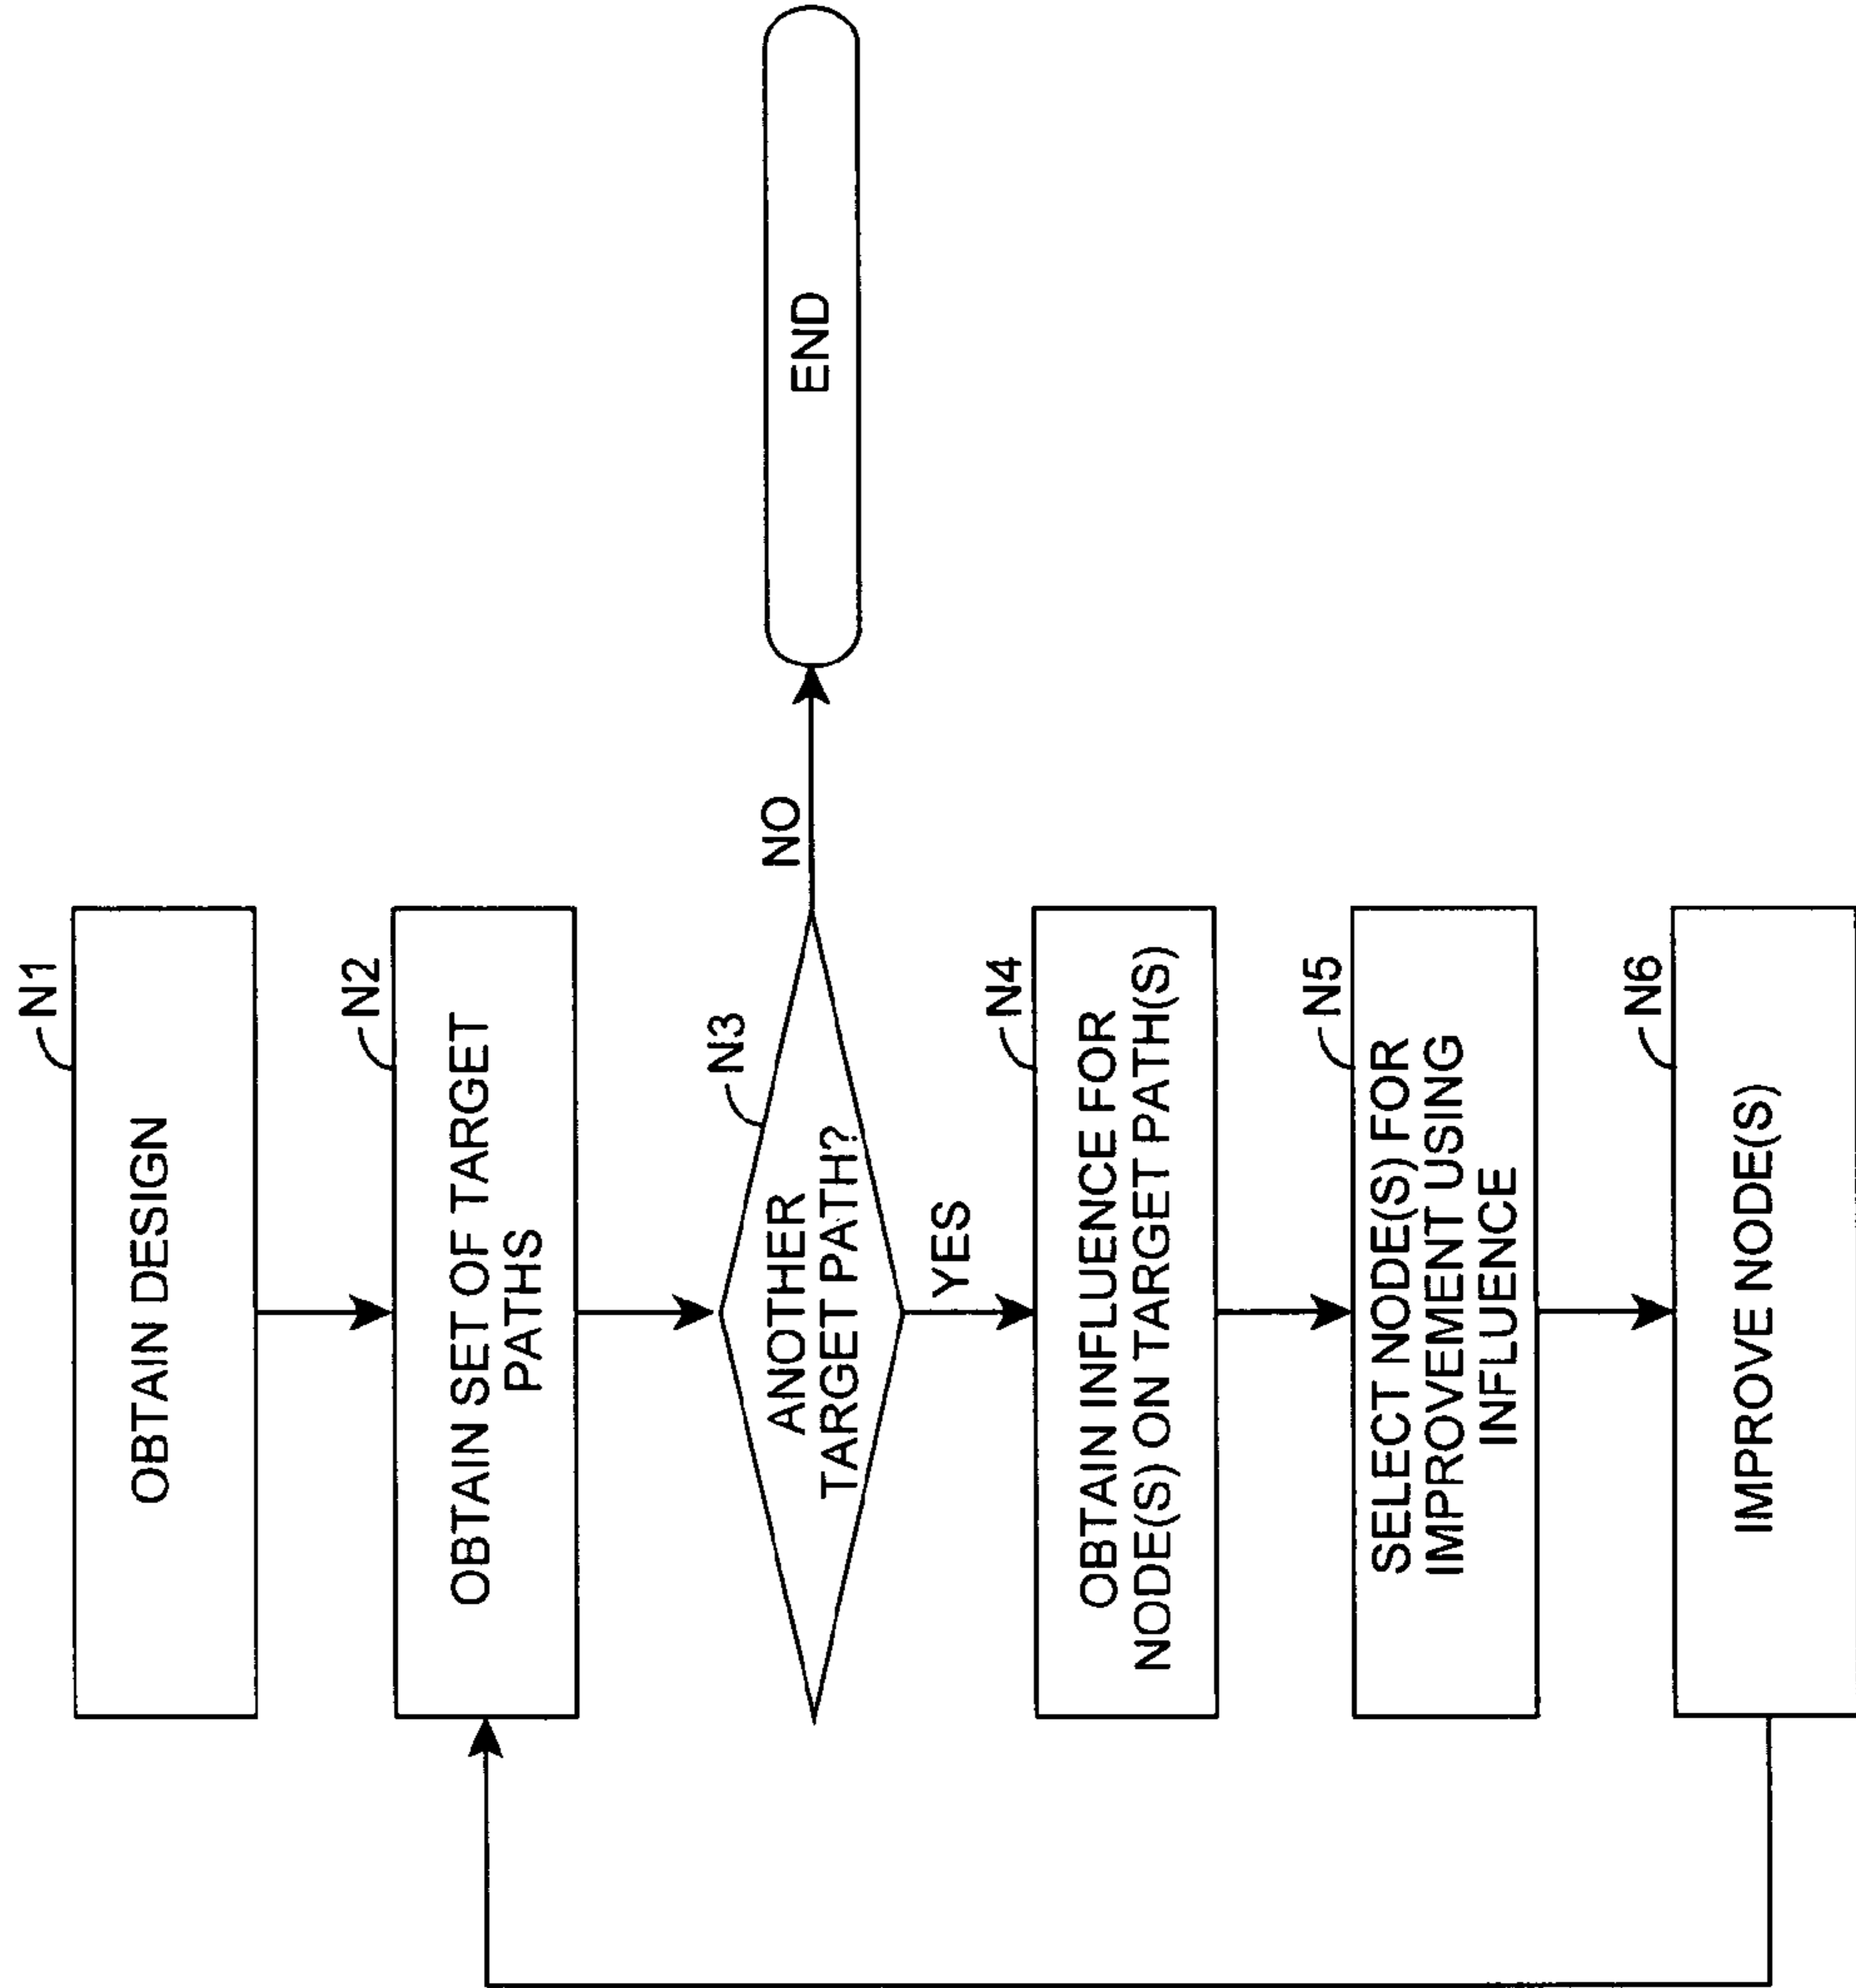 N1
OBTAIN DESIGN
N2
OBTAIN SET OF TARGET
PATHS
N3
ANOTHER
TARGET PATH?
NO
END
YES
N4
OBTAIN INFLUENCE FOR
NODE(S) ON TARGET PATH(S)
N5
SELECT NODE(S) FOR
IMPROVEMENT USING
INFLUENCE
N6
IMPROVE NODE(S)